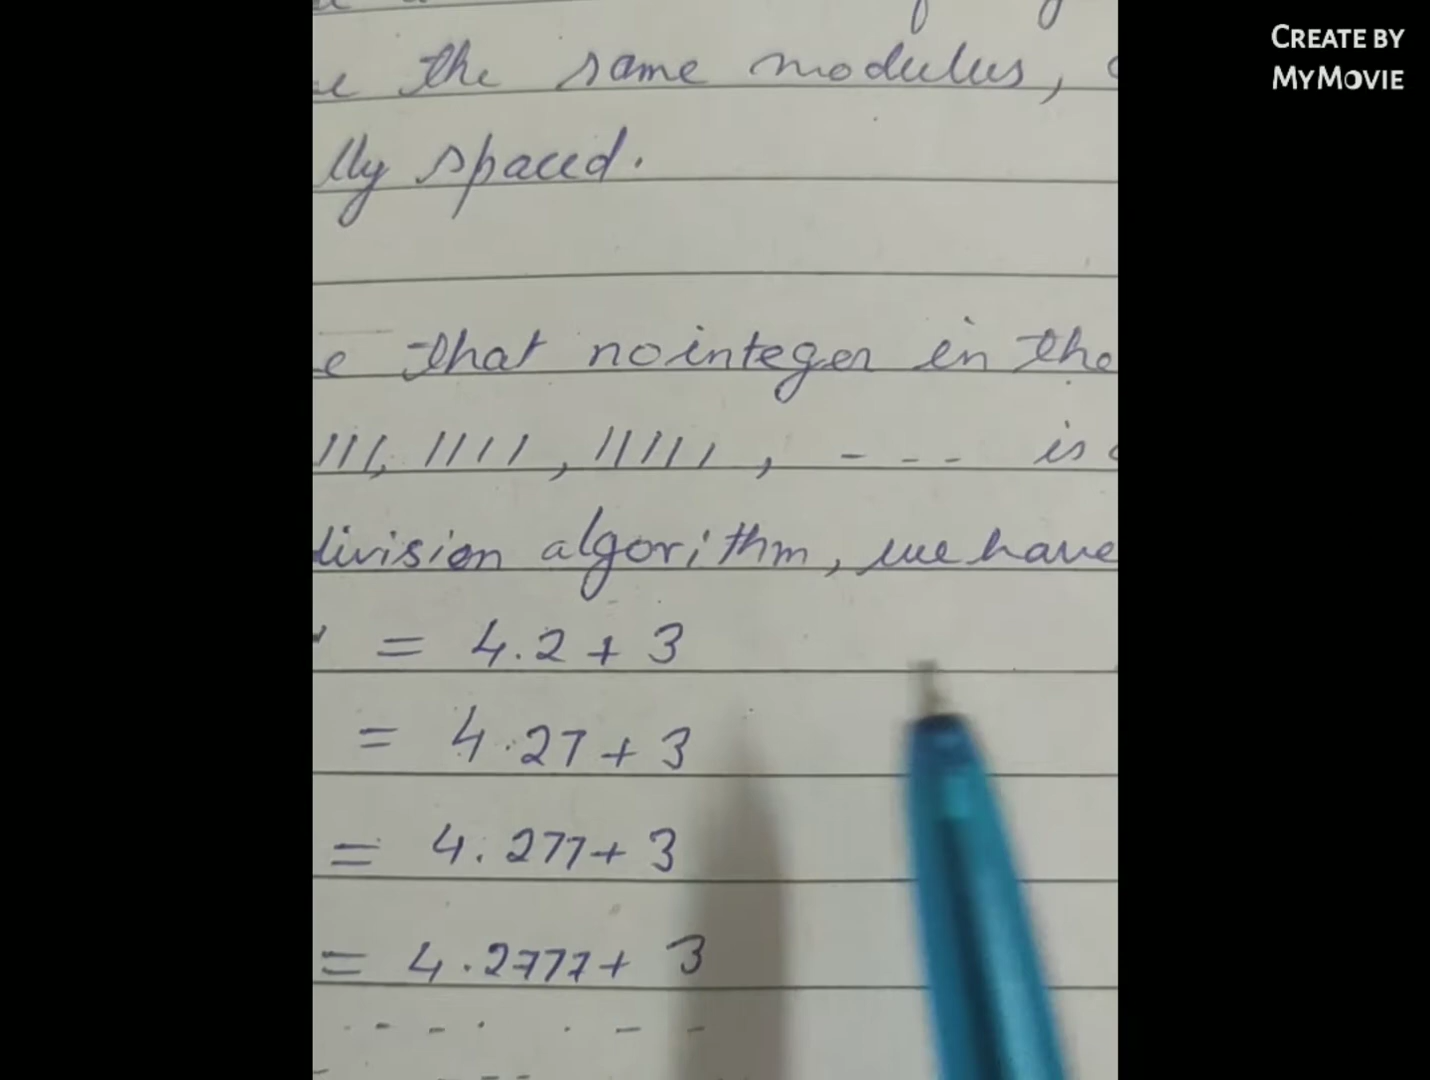 the same modulus,
lly spaced.
e that no integer in the
111, 1111, 11111, - - - is
division algorithm, we have
= 4.2 + 3
= 4.27 + 3
= 4.277 + 3
= 4.2777 + 3
CREATE BY
MYMOVIE